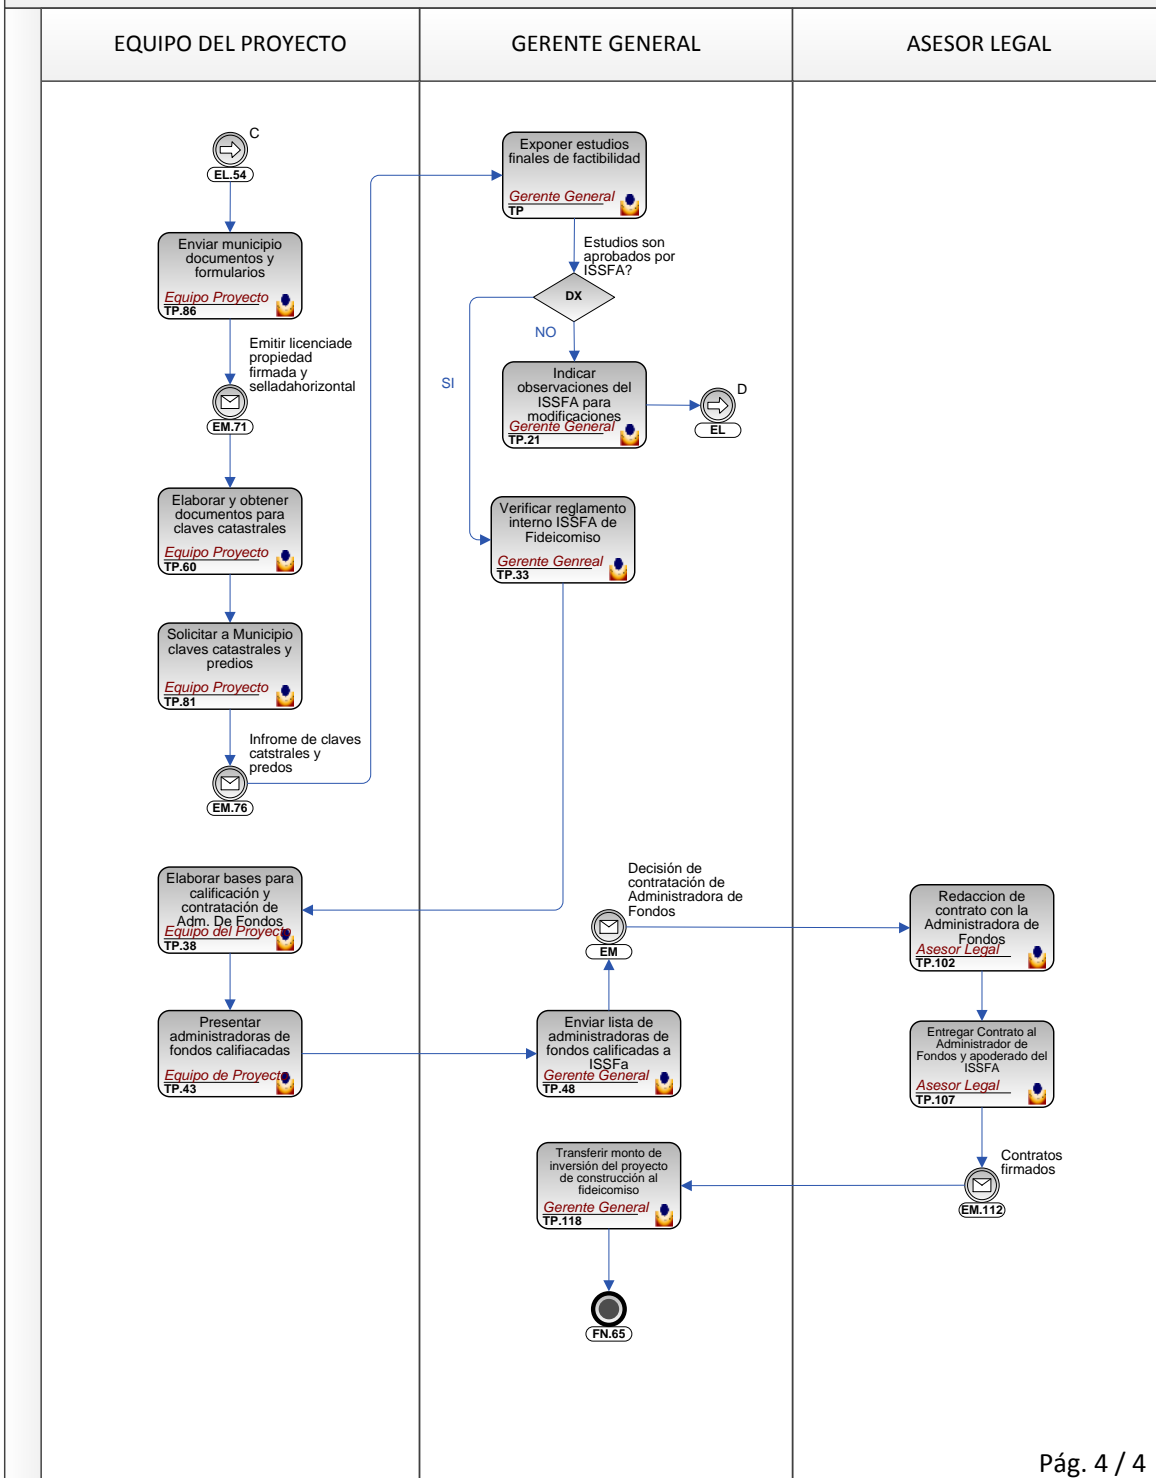 EQUIPO DEL PROYECTO
GERENTE GENERAL
ASESOR LEGAL
C
EL.54
Enviar municipio
documentos y
formularios
Equipo Proyecto
TP.86
Emitir licenciade
propiedad
firmada y
selladahorizontal
EM.71
Elaborar y obtener
documentos para
claves catastrales
Equipo Proyecto
TP.60
Solicitar a Municipio
claves catastrales y
predios
Equipo Proyecto
TP.81
Infrome de claves
catstrales y
predos
EM.76
Exponer estudios
finales de factibilidad
Gerente General
TP
Estudios son
aprobados por
ISSFA?
DX
NO
SI
Indicar
observaciones del
ISSFA para
modificaciones
Gerente General
TP.21
D
EL
Verificar reglamento
interno ISSFA de
Fideicomiso
Gerente Genreal
TP.33
Elaborar bases para
calificación y
contratación de
Adm. De Fondos
Equipo del Proyecto
TP.38
Presentar
administradoras de
fondos califiacadas
Equipo de Proyecto
TP.43
Enviar lista de
administradoras de
fondos calificadas a
ISSFa
Gerente General
TP.48
Decisión de
contratación de
Administradora de
Fondos
EM
Redaccion de
contrato con la
Administradora de
Fondos
Asesor Legal
TP.102
Entregar Contrato al
Administrador de
Fondos y apoderado del
ISSFA
Asesor Legal
TP.107
Contratos
firmados
EM.112
Transferir monto de
inversión del proyecto
de construcción al
fideicomiso
Gerente General
TP.118
FN.65
Pág. 4 / 4